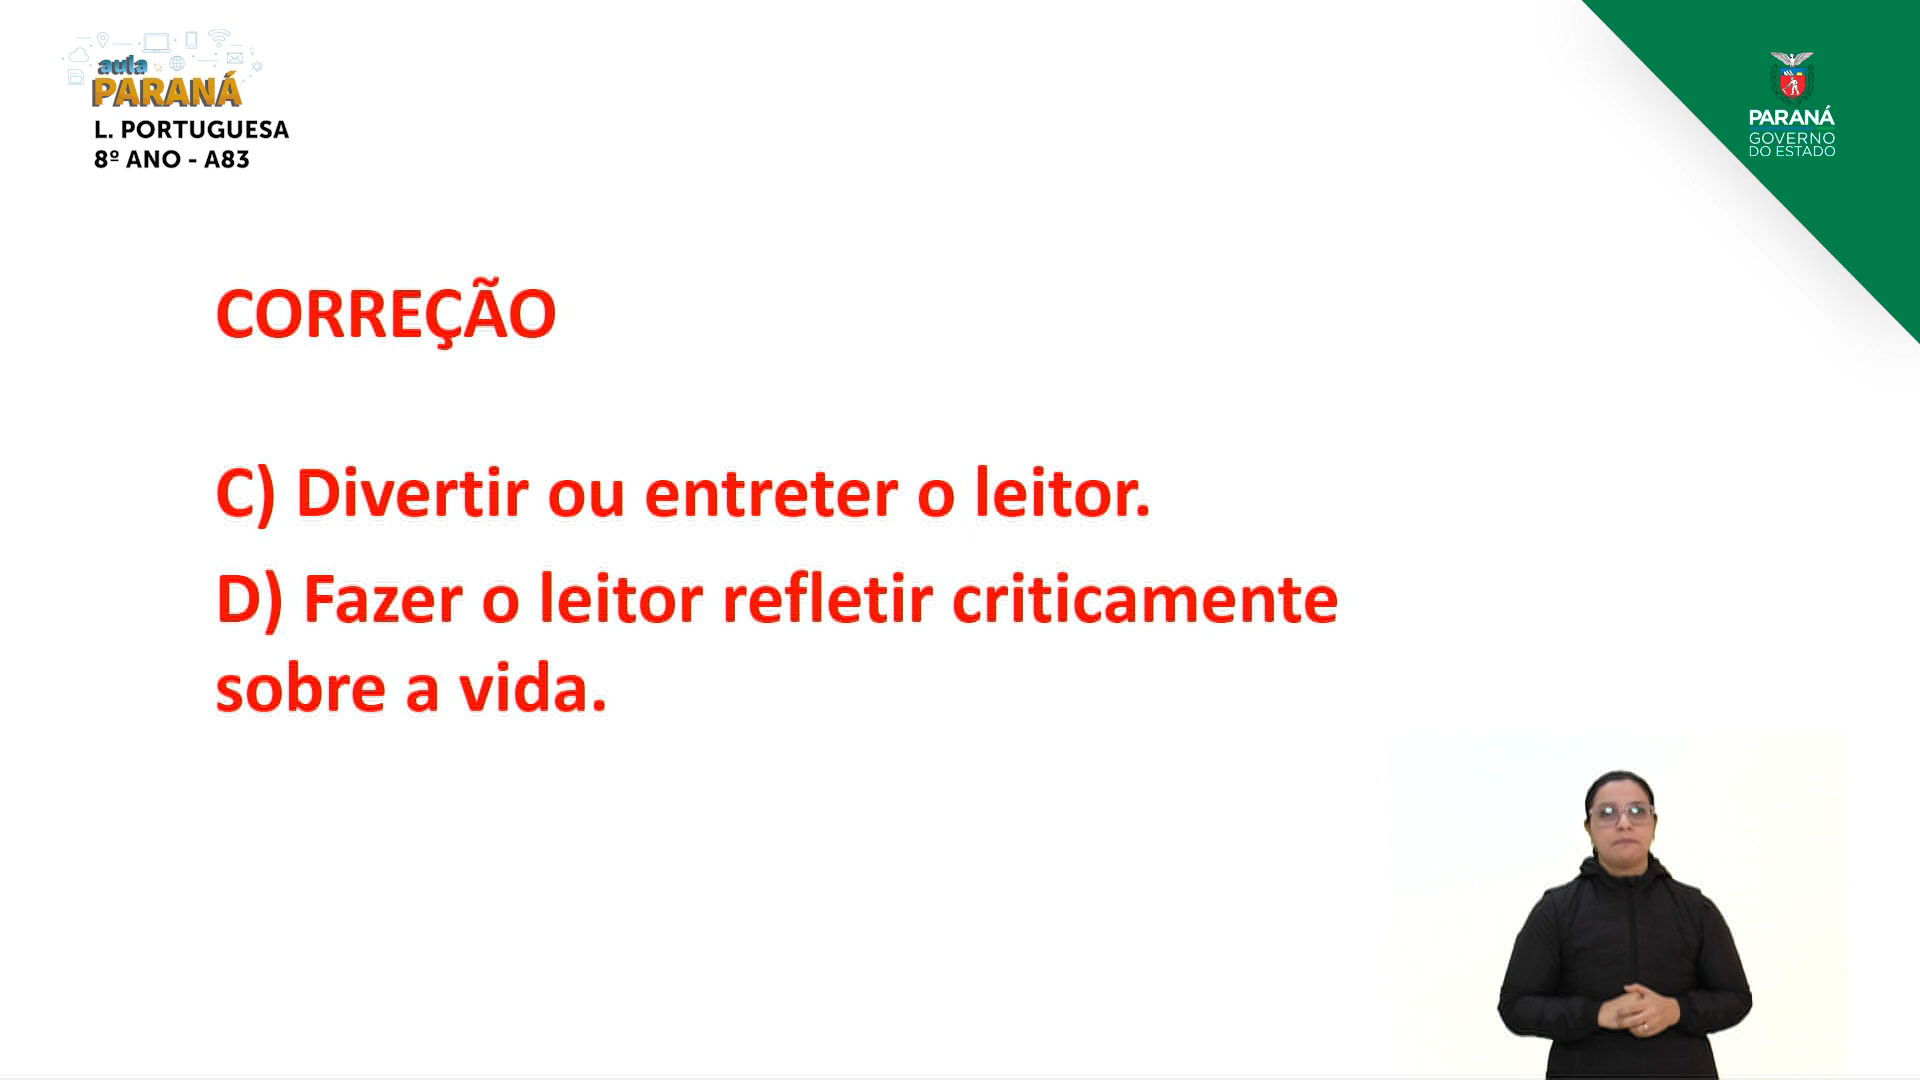 aula
PARANÁ
L. PORTUGUESA
8º ANO - A83
PARANÁ
GOVERNO
DO ESTADO
CORREÇÃO
C) Divertir ou entreter o leitor.
D) Fazer o leitor refletir criticamente
sobre a vida.